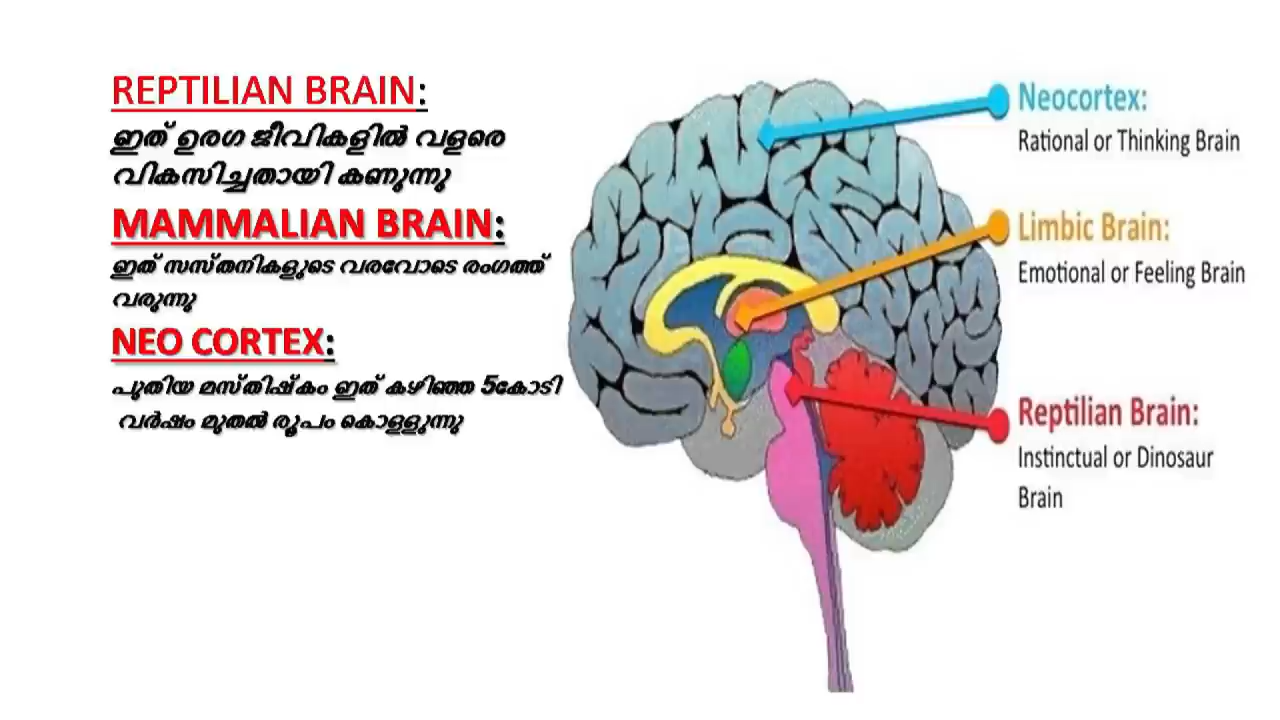 REPTILIAN BRAIN:
ഇത് ഉരഗ ജീവികളിൽ വളരെ
വികസിച്ചതായി കണുന്നു
MAMMALIAN BRAIN:
ഇത് സസ്തനികളുടെ വരവോടെ രംഗത്ത്
വരുന്നു
NEO CORTEX:
പുതിയ മസ്തിഷ്കം ഇത് കഴിഞ്ഞ 5കോടി
വർഷം മുതൽ രൂപം കൊളളുന്നു
Neocortex:
Rational or Thinking Brain
Limbic Brain:
Emotional or Feeling Brain
Reptilian Brain:
Instinctual or Dinosaur
Brain